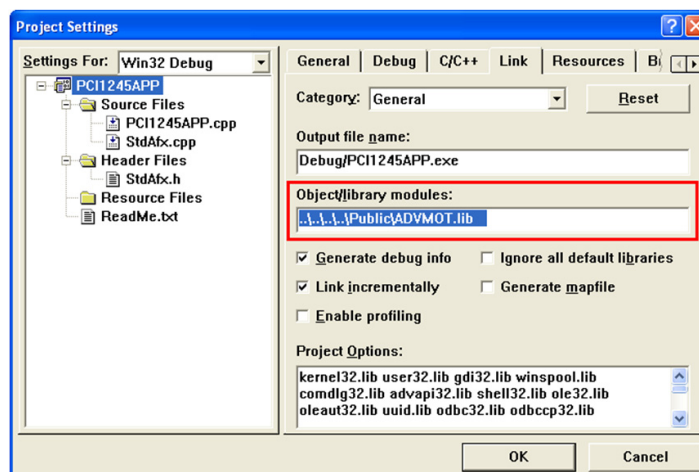 Project Settings
Settings For: Win32 Debug
PCI1245APP
Source Files
PCI1245APP.cpp
StdAfx.cpp
Header Files
StdAfx.h
Resource Files
ReadMe.txt
General Debug C/C++ Link Resources
Category: General Reset
Output file name:
Debug/PCI1245APP.exe
Object/library modules:
..\..\..\..\Public\ADVMOT.lib
Generate debug info Ignore all default libraries
Link incrementally Generate mapfile
Enable profiling
Project Options:
kernel32.lib user32.lib gdi32.lib winspool.lib
comdlg32.lib advapi32.lib shell32.lib ole32.lib
oleaut32.lib uuid.lib odbc32.lib odbccp32.lib
OK Cancel